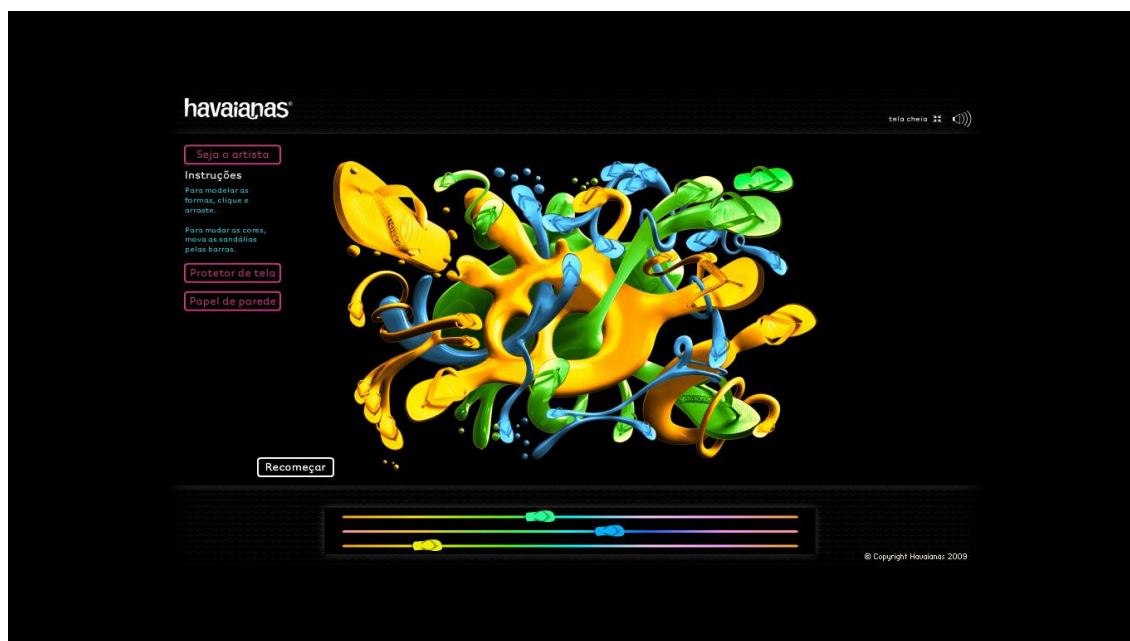 havaianas®
tela cheia
Seja o artista
Instruções
Para modelar as
formas, clique e
arraste.
Para mudar as cores,
mova as sandálias
pelas barras.
Protetor de tela
Papel de parede
Recomeçar
© Copyright Havaianas 2009